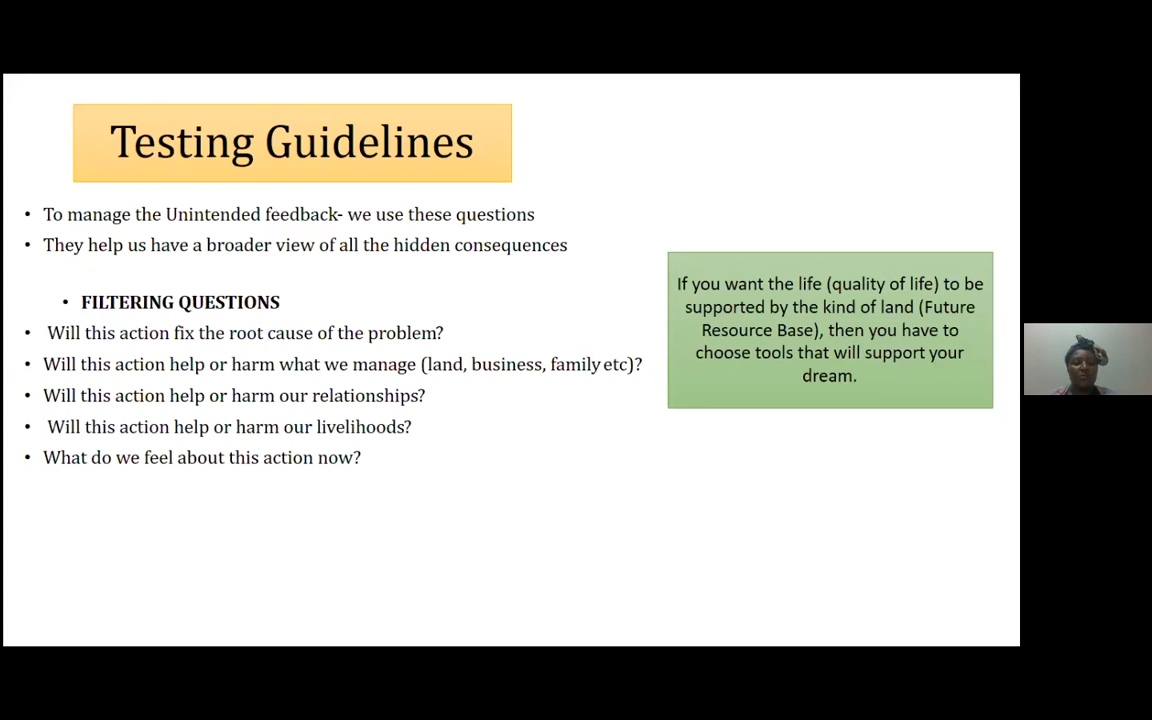 Testing Guidelines
• To manage the Unintended feedback- we use these questions
• They help us have a broader view of all the hidden consequences
• FILTERING QUESTIONS
• Will this action fix the root cause of the problem?
• Will this action help or harm what we manage (land, business, family etc)?
• Will this action help or harm our relationships?
• Will this action help or harm our livelihoods?
• What do we feel about this action now?
If you want the life (quality of life) to be
supported by the kind of land (Future
Resource Base), then you have to
choose tools that will support your
dream.